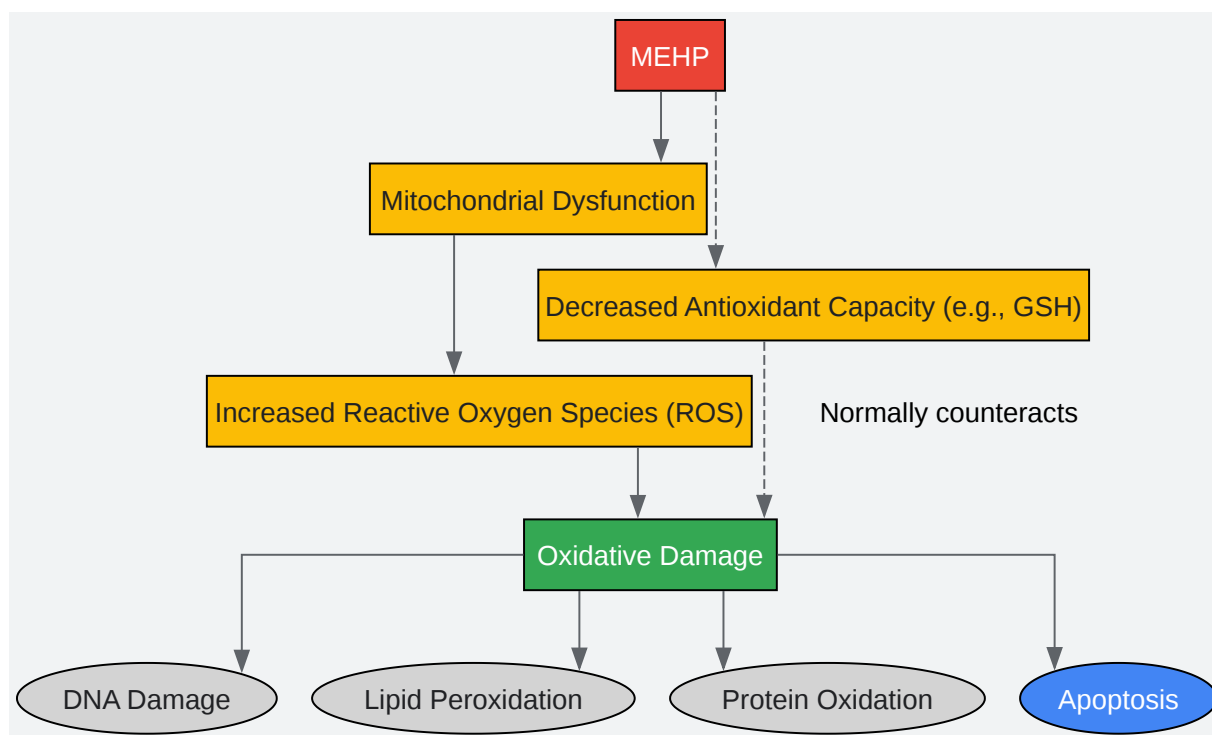 MEHP
Mitochondrial Dysfunction
Decreased Antioxidant Capacity (e.g., GSH)
Increased Reactive Oxygen Species (ROS)
Normally counteracts
Oxidative Damage
DNA Damage
Lipid Peroxidation
Protein Oxidation
Apoptosis